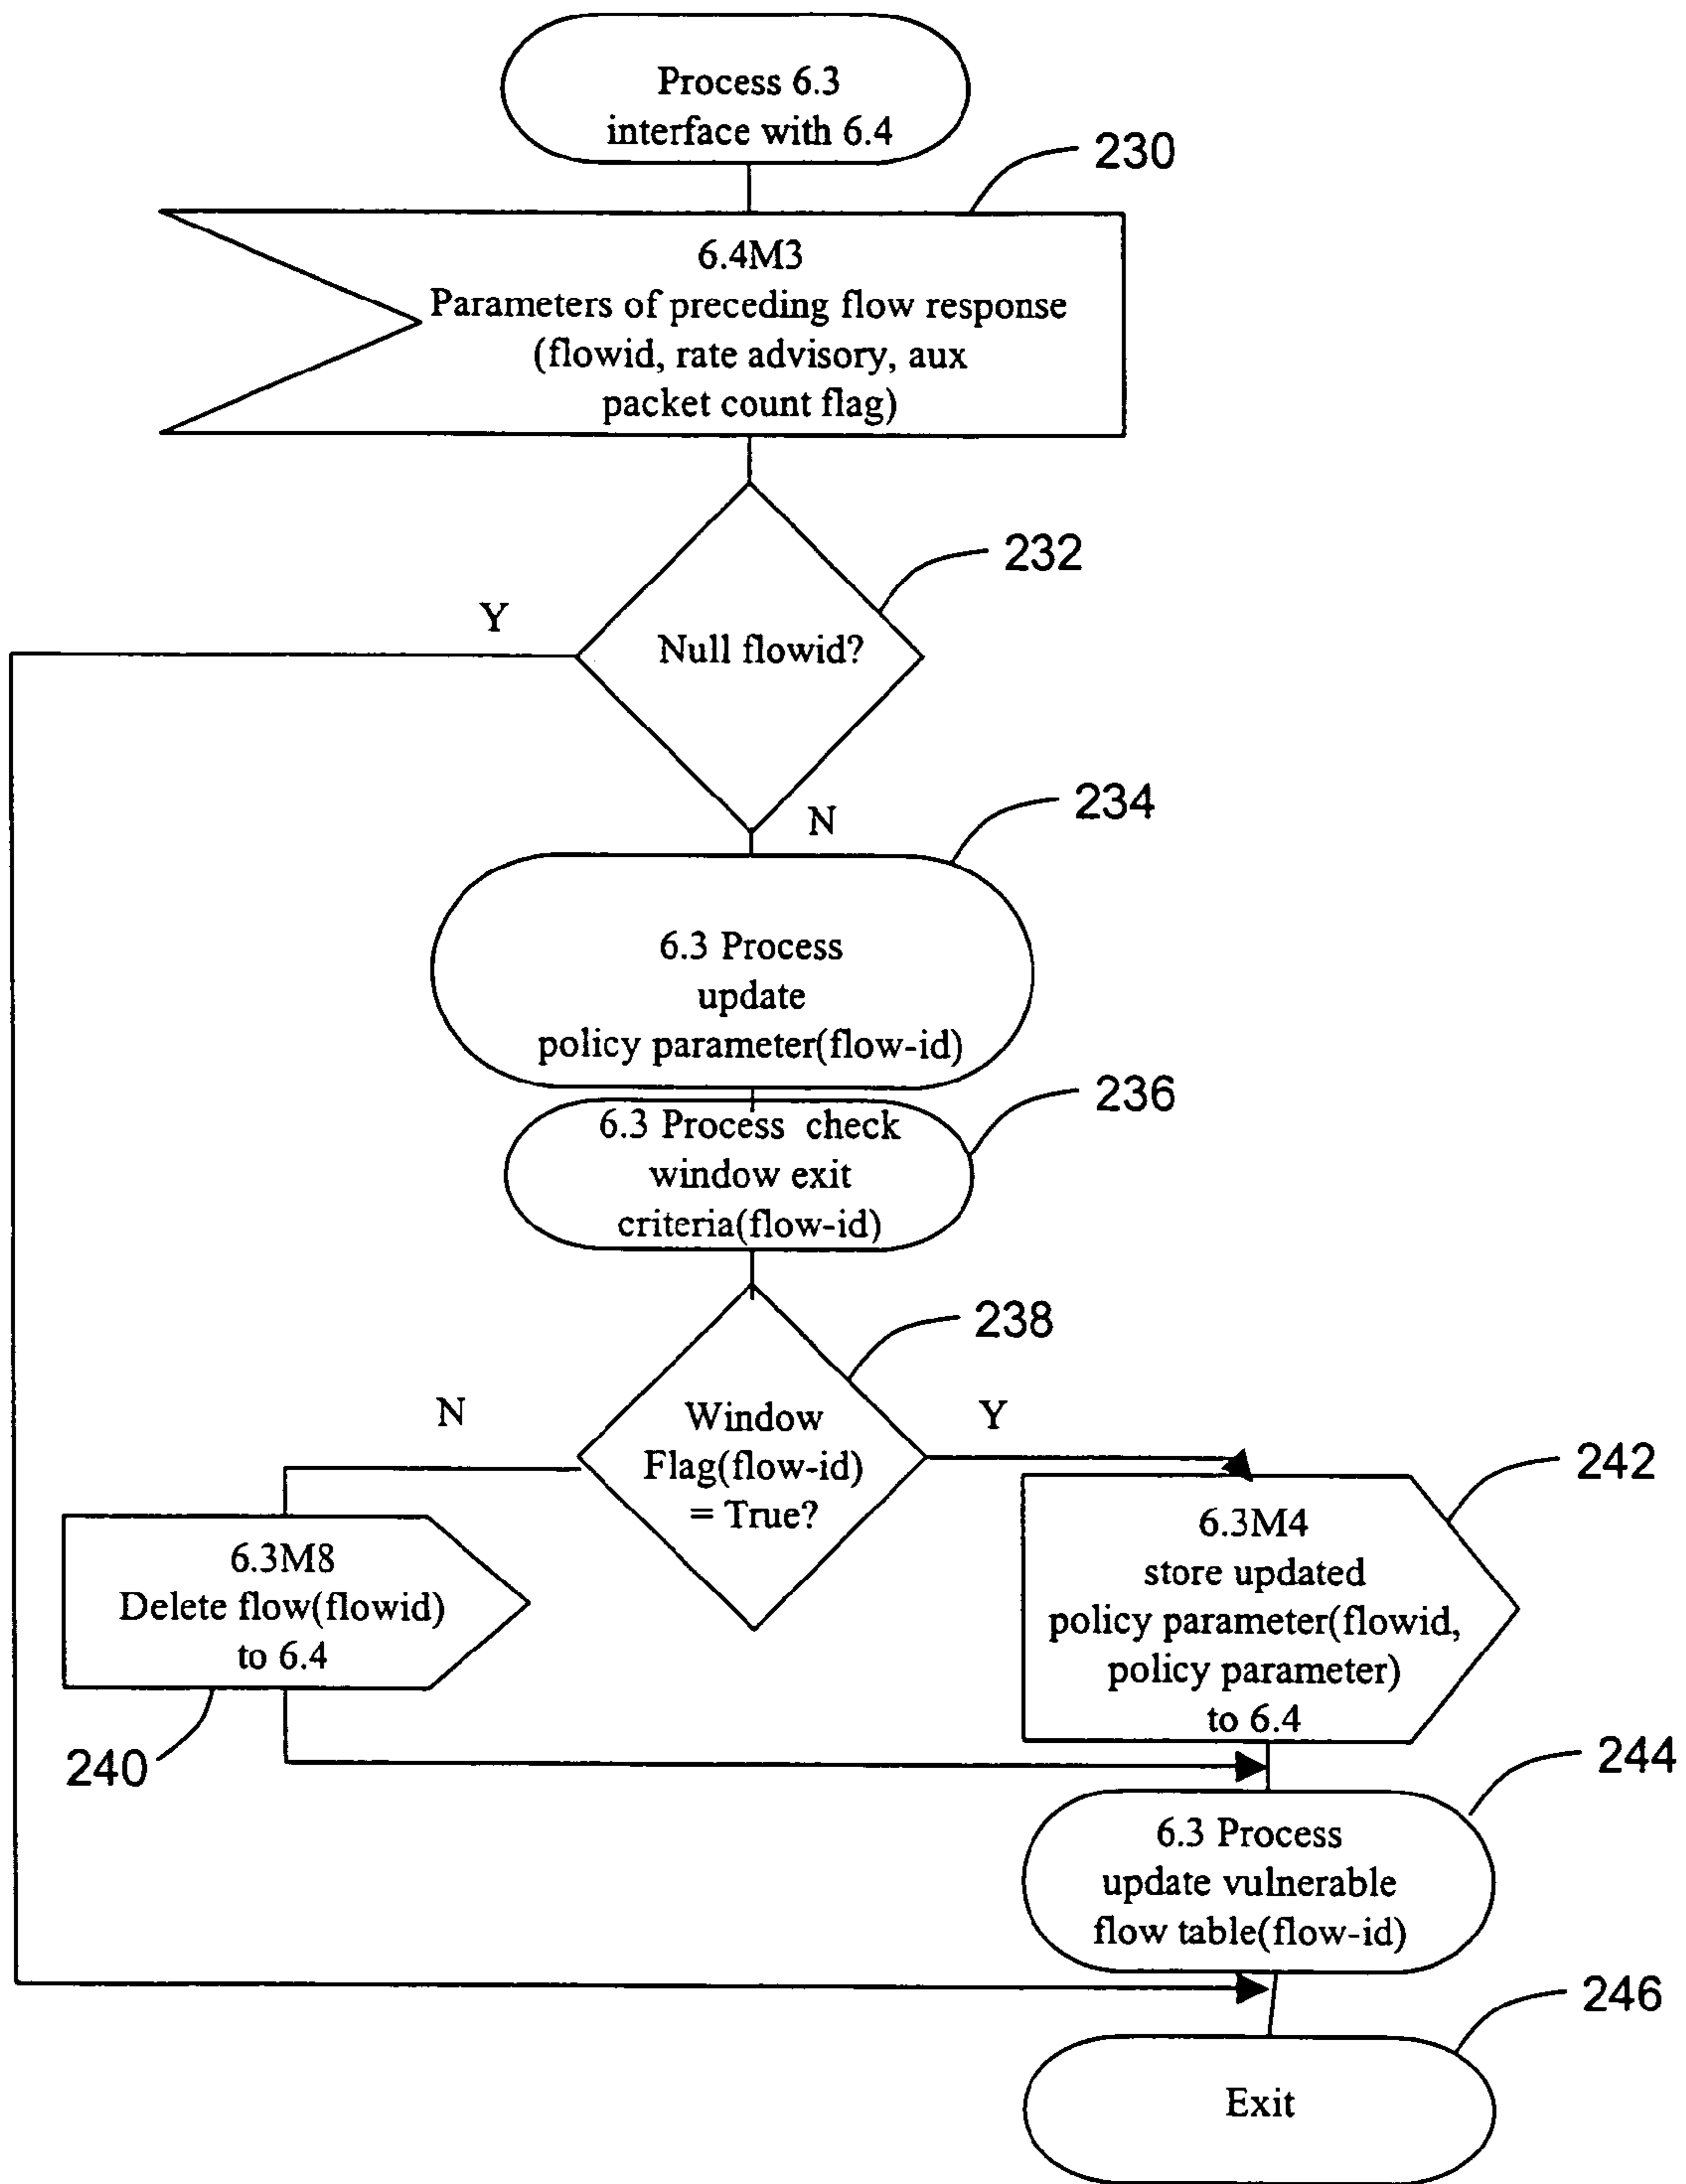 Process 6.3
interface with 6.4
230
6.4M3
Parameters of preceding flow response
(flowid, rate advisory, aux
packet count flag)
232
Y
Null flowid?
N
234
6.3 Process
update
policy parameter(flow-id)
236
6.3 Process check
window exit
criteria(flow-id)
238
N
Window
Flag(flow-id)
= True?
Y
242
6.3M8
Delete flow(flowid)
to 6.4
240
6.3M4
store updated
policy parameter(flowid,
policy parameter)
to 6.4
244
6.3 Process
update vulnerable
flow table(flow-id)
246
Exit